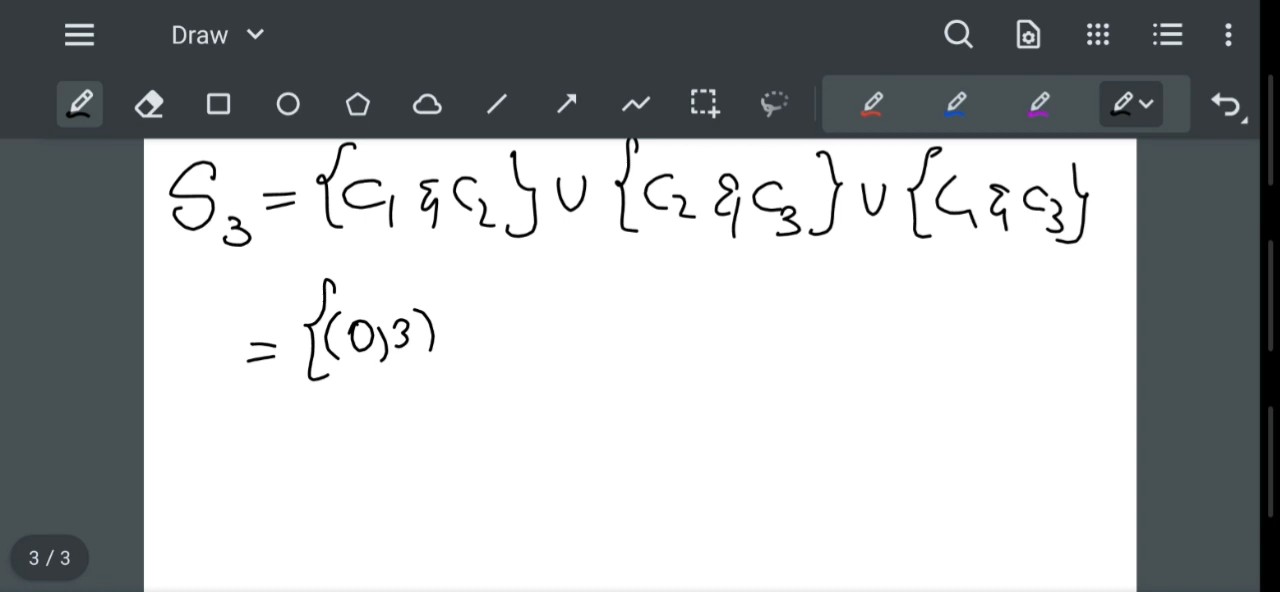 Draw
S₃ = {C₁ & C₂} ∪ {C₂ & C₃} ∪ {C₁ & C₃}
= {(0,3)
3 / 3